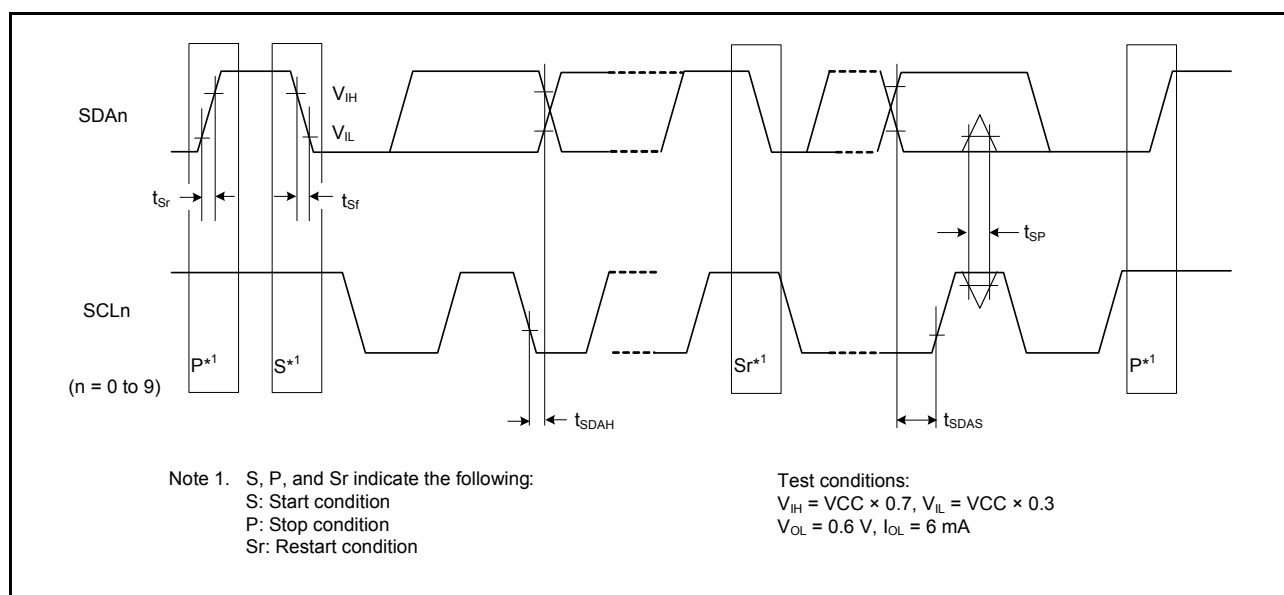 SDAn
V_IH
V_IL
t_Sr
t_Sf
t_SP
SCLn
P*1
S*1
Sr*1
P*1
(n = 0 to 9)
t_SDAH
t_SDAS
Note 1. S, P, and Sr indicate the following:
S: Start condition
P: Stop condition
Sr: Restart condition
Test conditions:
V_IH = VCC × 0.7, V_IL = VCC × 0.3
V_OL = 0.6 V, I_OL = 6 mA